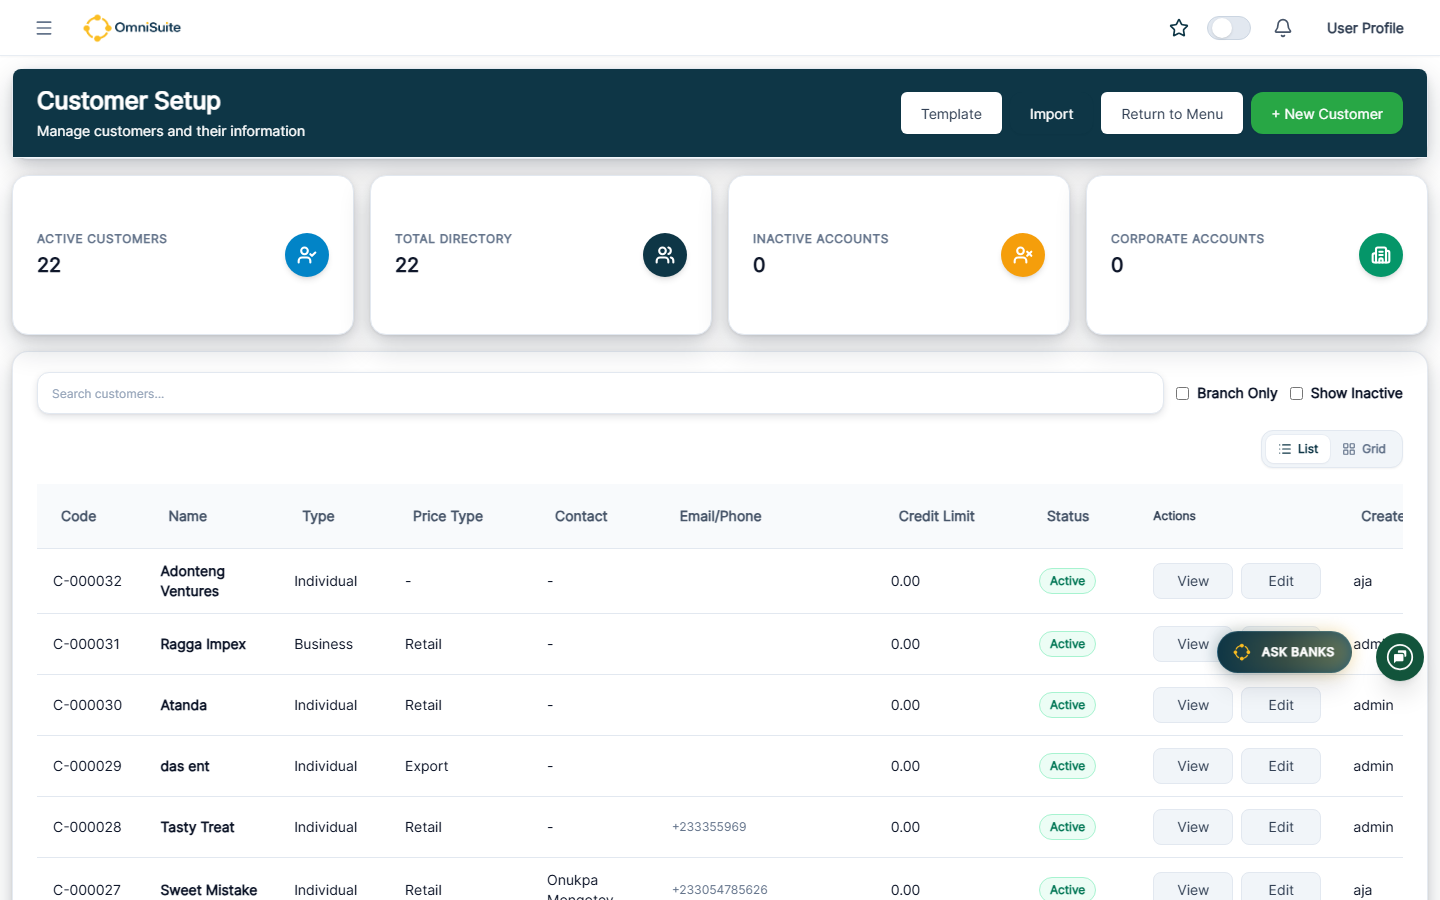 OmniSuite
User Profile
Customer Setup
Manage customers and their information
Template
Import
Return to Menu
+ New Customer
ACTIVE CUSTOMERS
22
TOTAL DIRECTORY
22
INACTIVE ACCOUNTS
0
CORPORATE ACCOUNTS
0
Search customers...
Branch Only
Show Inactive
List
Grid
Code Name Type Price Type Contact Email/Phone Credit Limit Status Actions Create
C-000032 Adonteng Ventures Individual - - 0.00 Active View Edit aja
C-000031 Ragga Impex Business Retail - 0.00 Active View
ASK BANKS
C-000030 Atanda Individual Retail - 0.00 Active View Edit admin
C-000029 das ent Individual Export - 0.00 Active View Edit admin
C-000028 Tasty Treat Individual Retail - +233355969 0.00 Active View Edit admin
C-000027 Sweet Mistake Individual Retail Onukpa +233054785626 0.00 Active View Edit aja